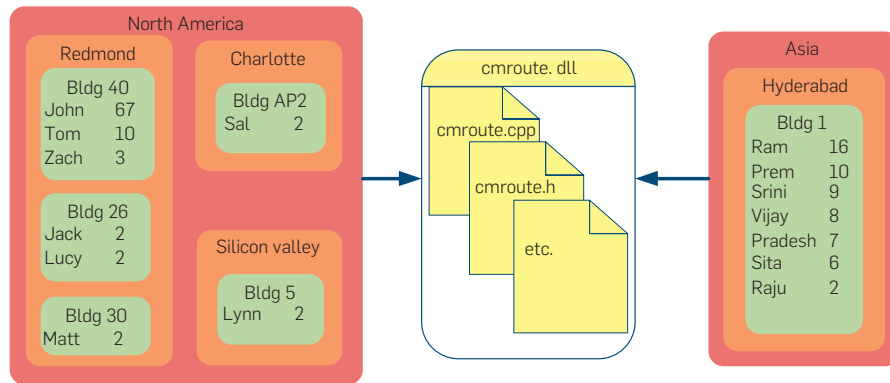 North America
Redmond
Bldg 40
John 67
Tom 10
Zach 3
Bldg 26
Jack 2
Lucy 2
Bldg 30
Matt 2
Charlotte
Bldg AP2
Sal 2
Silicon valley
Bldg 5
Lynn 2
cmroute. dll
cmroute.cpp
cmroute.h
etc.
Asia
Hyderabad
Bldg 1
Ram 16
Prem 10
Srini 9
Vijay 8
Pradesh 7
Sita 6
Raju 2